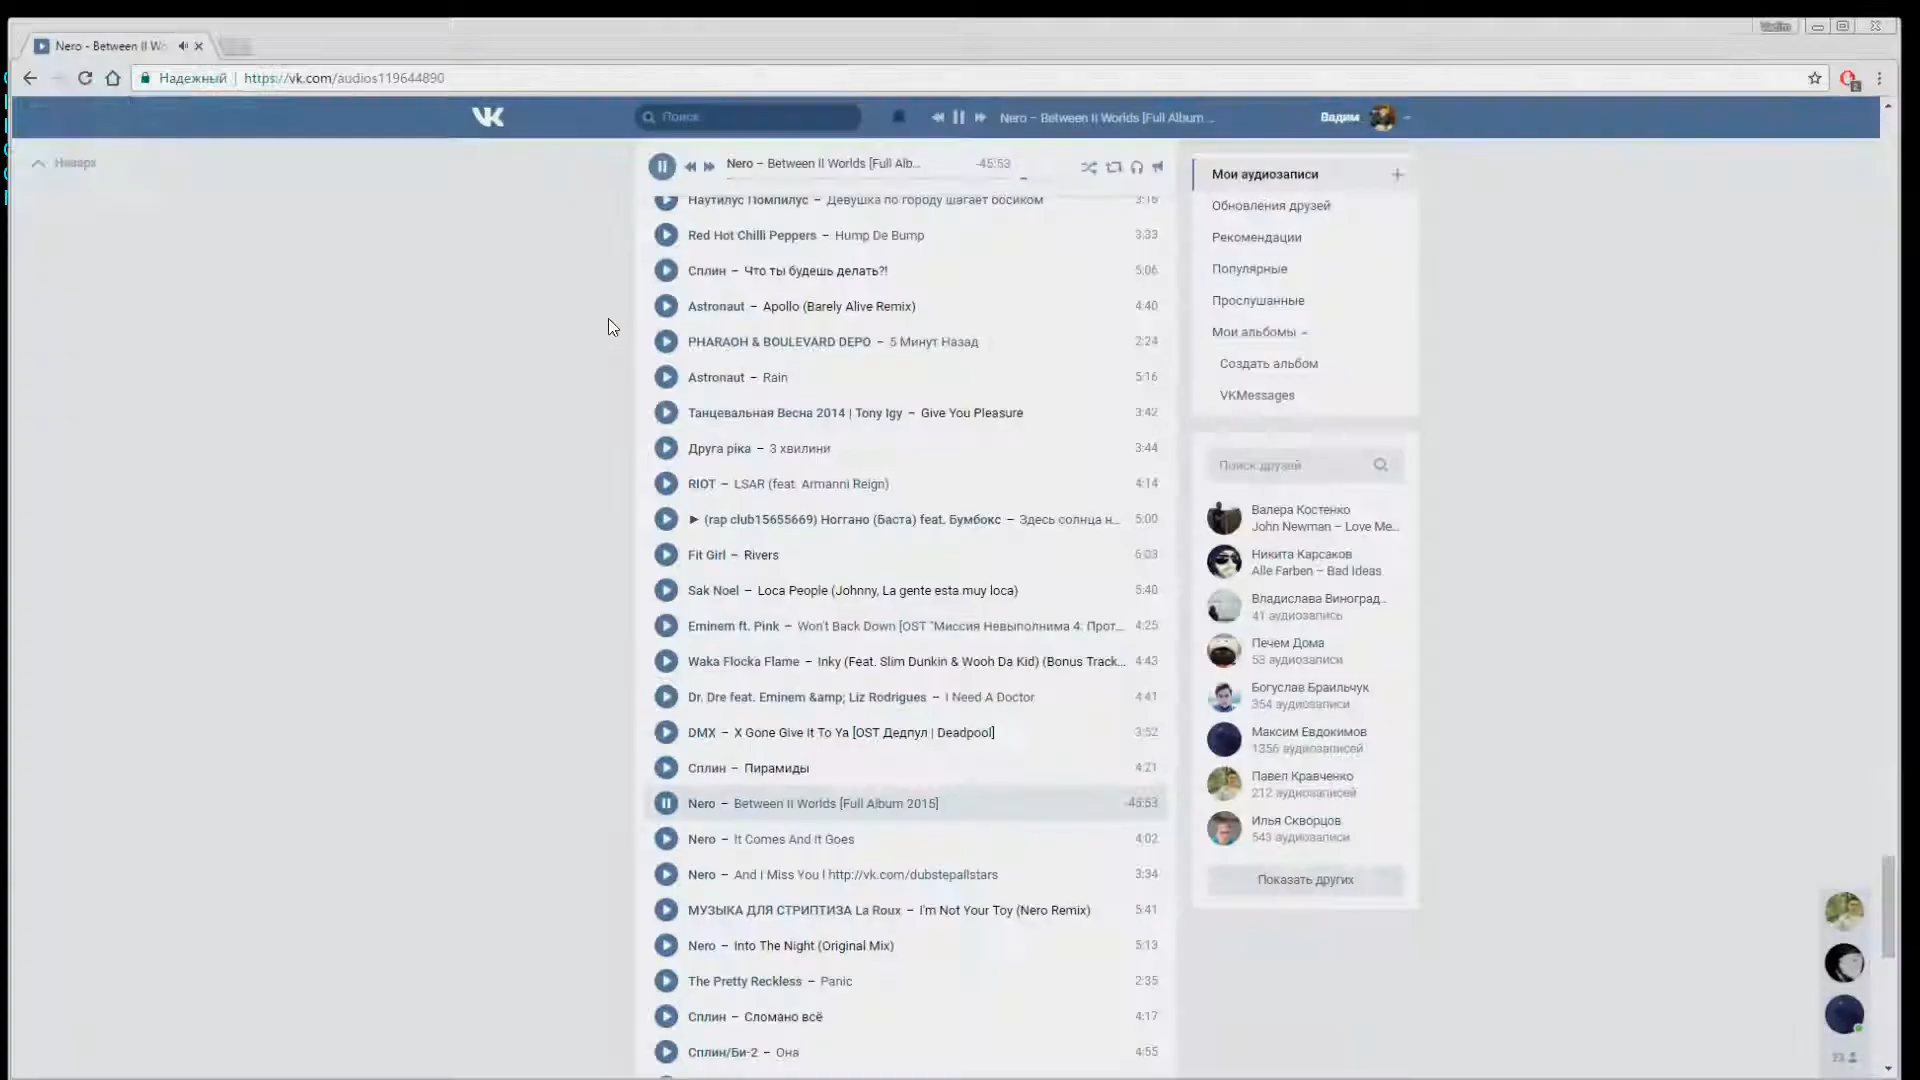 Vadim
Nero - Between II Wo
Надежный | https://vk.com/audios119644890
Поиск
Nero – Between II Worlds [Full Album ...
Вадим
Наверх
Nero – Between II Worlds [Full Alb...
-45:53
Наутилус Помпилус – Девушка по городу шагает босиком 3:16
Red Hot Chilli Peppers – Hump De Bump 3:33
Сплин – Что ты будешь делать?! 5:06
Astronaut – Apollo (Barely Alive Remix) 4:40
PHARAOH & BOULEVARD DEPO – 5 Минут Назад 2:24
Astronaut – Rain 5:16
Танцевальная Весна 2014 | Tony Igy – Give You Pleasure 3:42
Друга ріка – 3 хвилини 3:44
RIOT – LSAR (feat. Armanni Reign) 4:14
► (rap club15655669) Ноггано (Баста) feat. Бумбокс – Здесь солнца н... 5:00
Fit Girl – Rivers 6:03
Sak Noel – Loca People (Johnny, La gente esta muy loca) 5:40
Eminem ft. Pink – Won't Back Down [OST "Миссия Невыполнима 4: Прот... 4:25
Waka Flocka Flame – Inky (Feat. Slim Dunkin & Wooh Da Kid) (Bonus Track... 4:43
Dr. Dre feat. Eminem &amp; Liz Rodrigues – I Need A Doctor 4:41
DMX – X Gone Give It To Ya [OST Дедпул | Deadpool] 3:52
Сплин – Пирамиды 4:21
Nero – Between II Worlds [Full Album 2015] -45:53
Nero – It Comes And It Goes 4:02
Nero – And I Miss You l http://vk.com/dubstepallstars 3:34
МУЗЫКА ДЛЯ СТРИПТИЗА La Roux – I'm Not Your Toy (Nero Remix) 5:41
Nero – Into The Night (Original Mix) 5:13
The Pretty Reckless – Panic 2:35
Сплин – Сломано всё 4:17
Сплин/Би-2 – Она 4:55
Мои аудиозаписи
Обновления друзей
Рекомендации
Популярные
Прослушанные
Мои альбомы
Создать альбом
VKMessages
Поиск друзей
Валера Костенко
John Newman – Love Me...
Никита Карсаков
Alle Farben – Bad Ideas
Владислава Виноград..
41 аудиозапись
Печем Дома
53 аудиозаписи
Богуслав Браильчук
354 аудиозаписи
Максим Евдокимов
1356 аудиозаписей
Павел Кравченко
212 аудиозаписей
Илья Скворцов
543 аудиозаписи
Показать других